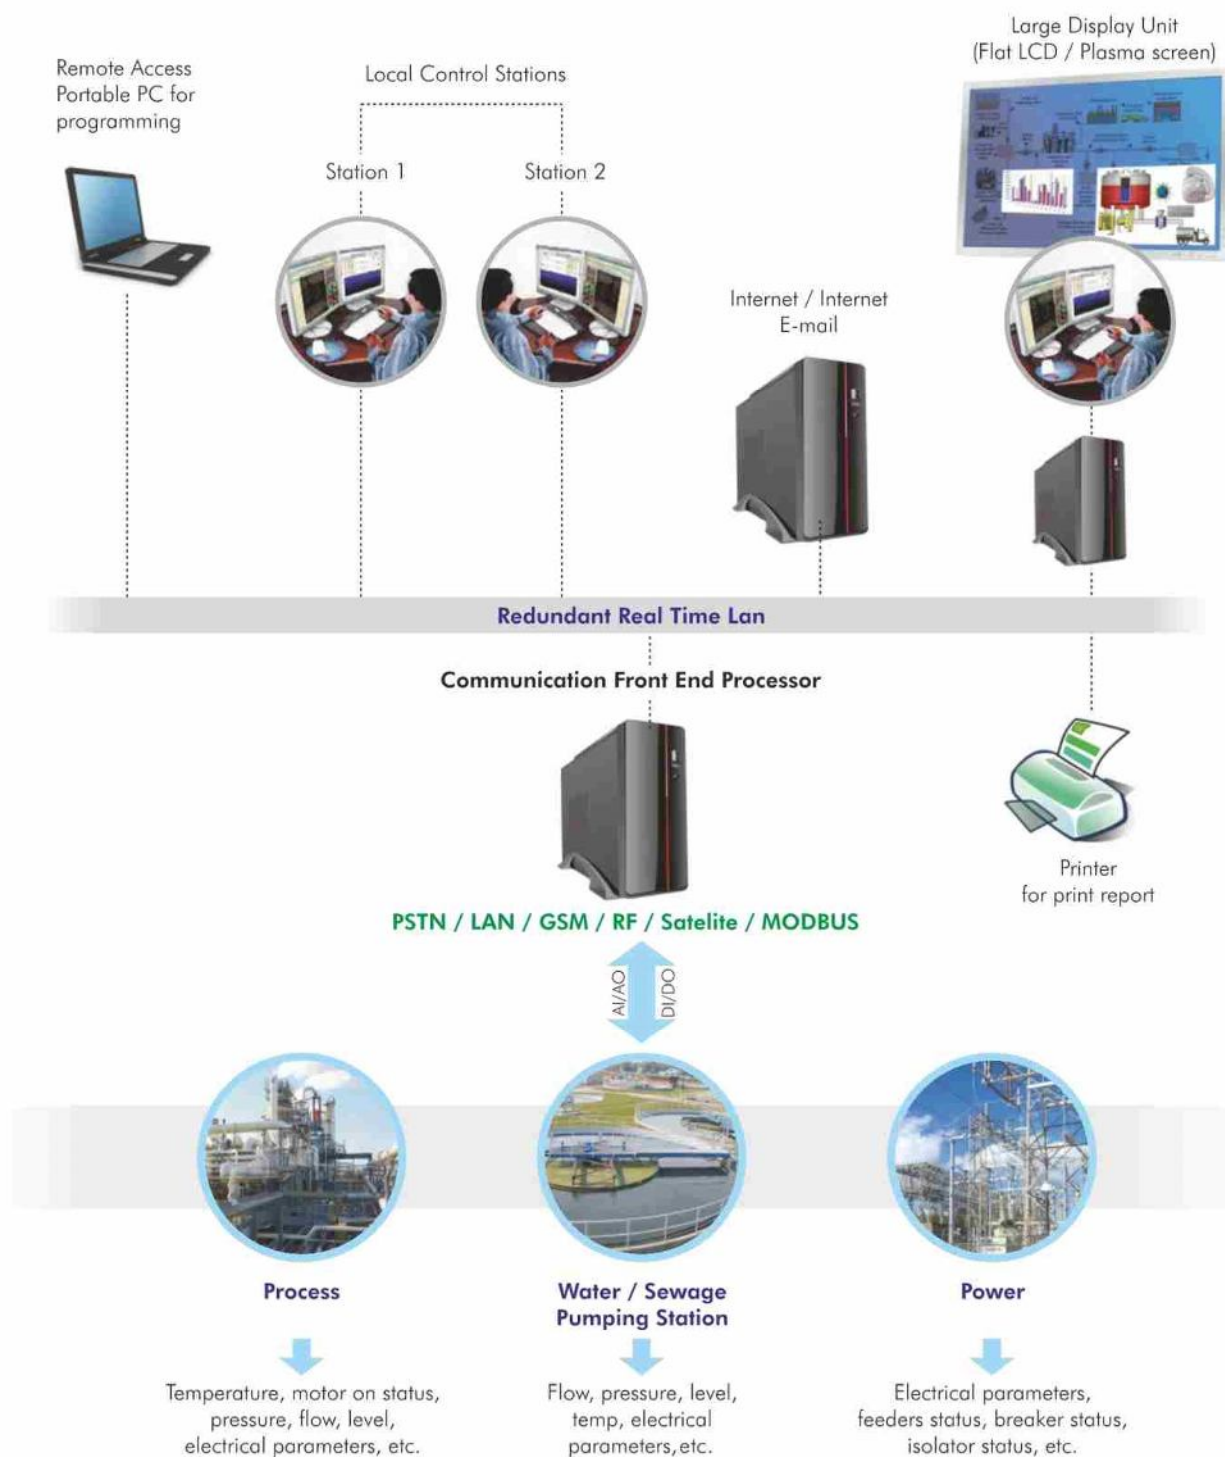 Large Display Unit
(Flat LCD / Plasma screen)
Remote Access
Portable PC for
programming
Local Control Stations
Station 1
Station 2
Internet / Internet
E-mail
Redundant Real Time Lan
Communication Front End Processor
Printer
for print report
PSTN / LAN / GSM / RF / Satelite / MODBUS
AI/AO
DI/DO
Process
Water / Sewage
Pumping Station
Power
Temperature, motor on status,
pressure, flow, level,
electrical parameters, etc.
Flow, pressure, level,
temp, electrical
parameters, etc.
Electrical parameters,
feeders status, breaker status,
isolator status, etc.